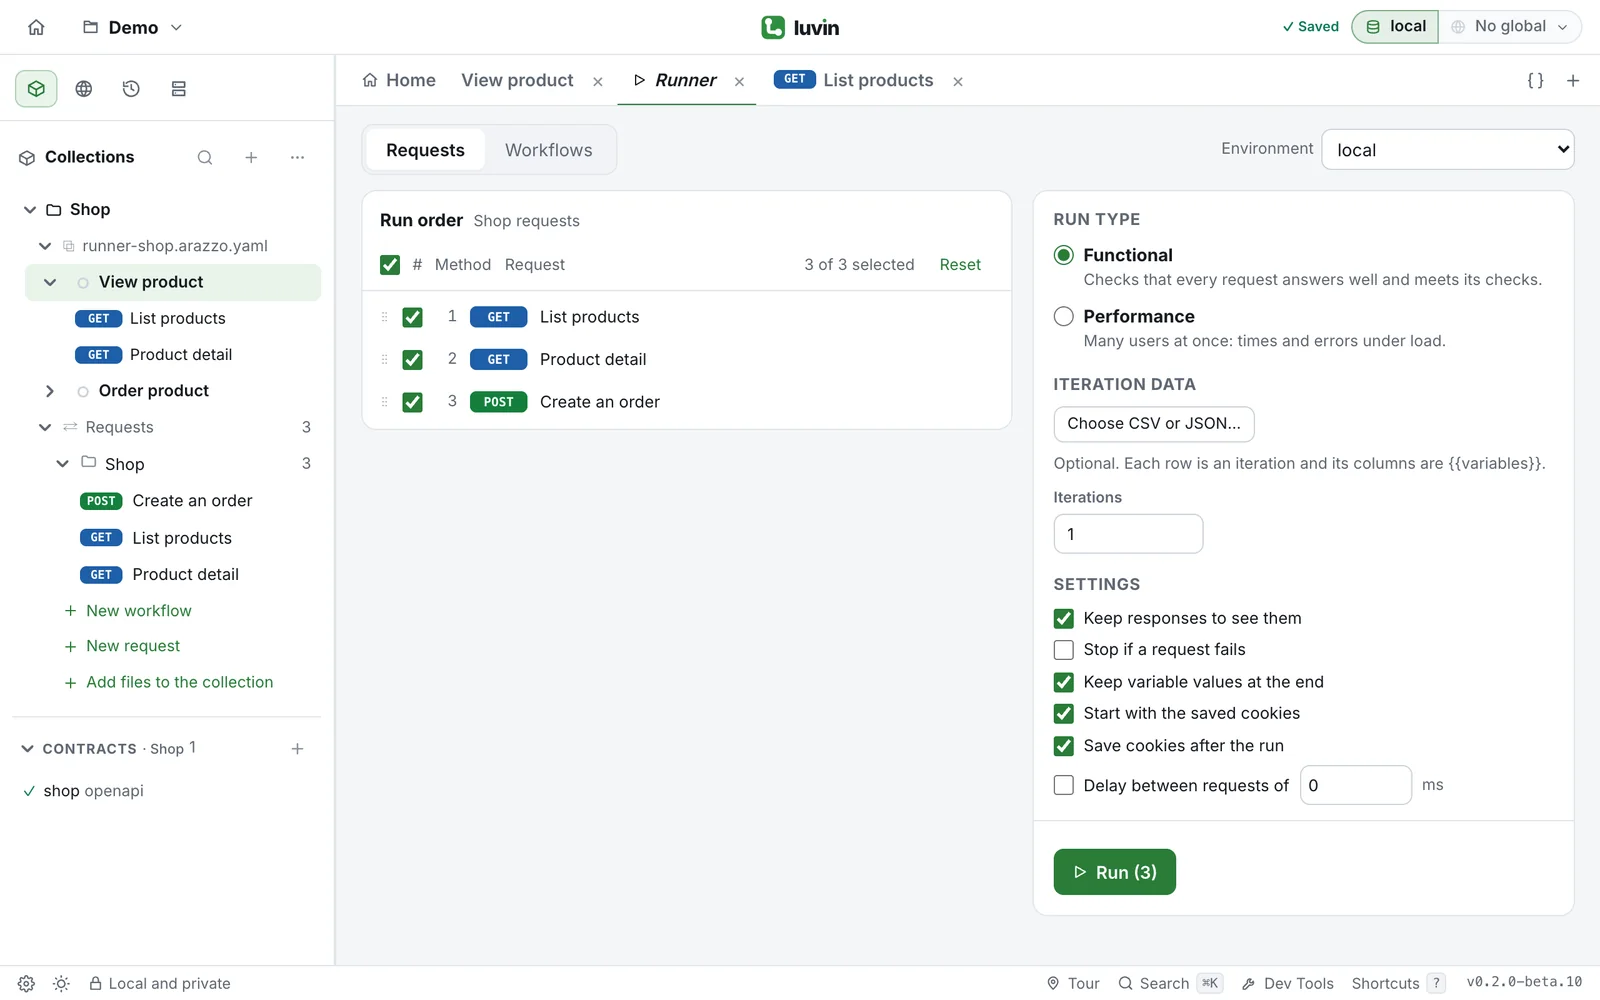 Demo
luvin
Saved
local
No global
Home
View product
Runner
GET List products
{ }
Collections
Shop
runner-shop.arazzo.yaml
View product
GET List products
GET Product detail
Order product
Requests 3
Shop 3
POST Create an order
GET List products
GET Product detail
+ New workflow
+ New request
+ Add files to the collection
CONTRACTS · Shop 1
shop openapi
Requests
Workflows
Environment local
Run order Shop requests
# Method Request 3 of 3 selected Reset
1 GET List products
2 GET Product detail
3 POST Create an order
RUN TYPE
Functional
Checks that every request answers well and meets its checks.
Performance
Many users at once: times and errors under load.
ITERATION DATA
Choose CSV or JSON...
Optional. Each row is an iteration and its columns are {{variables}}.
Iterations
1
SETTINGS
Keep responses to see them
Stop if a request fails
Keep variable values at the end
Start with the saved cookies
Save cookies after the run
Delay between requests of 0 ms
Run (3)
Local and private
Tour
Search ⌘K
Dev Tools
Shortcuts ?
v0.2.0-beta.10